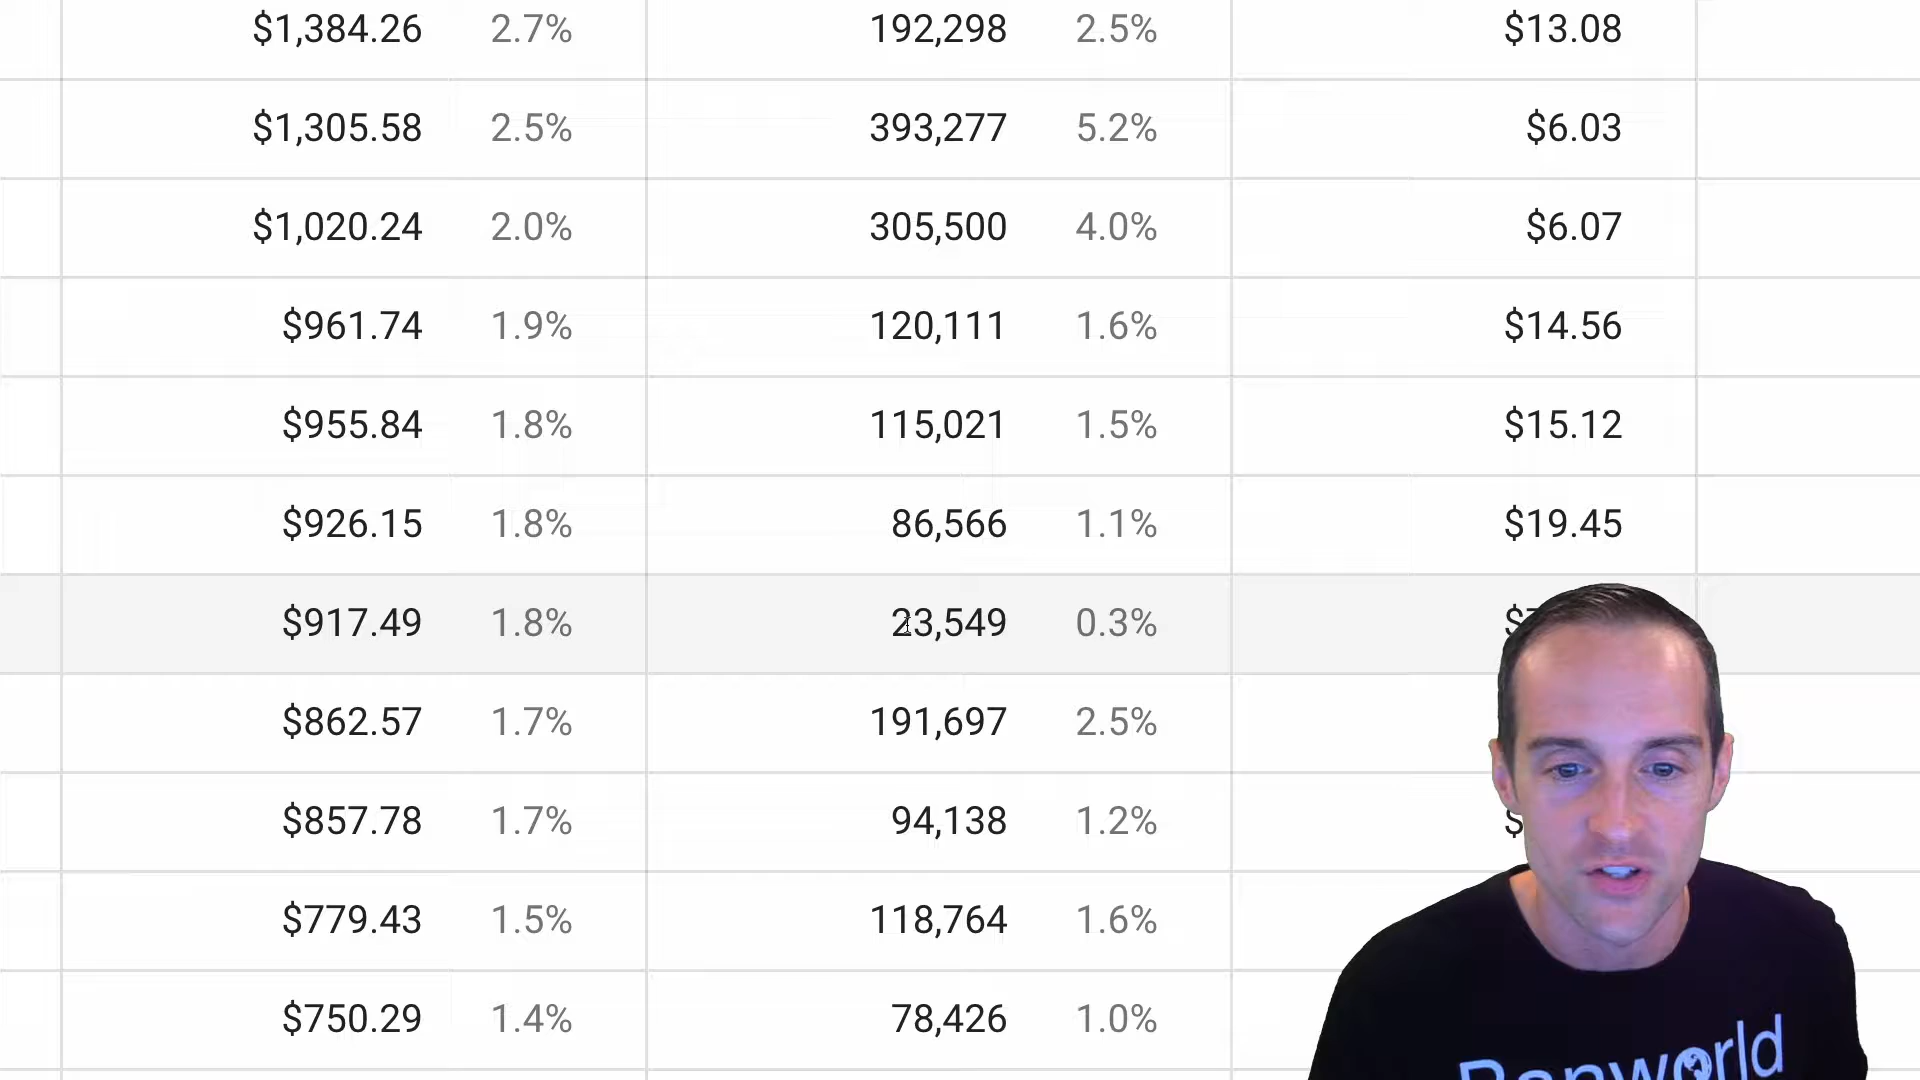 $1,384.26 2.7% 192,298 2.5% $13.08
$1,305.58 2.5% 393,277 5.2% $6.03
$1,020.24 2.0% 305,500 4.0% $6.07
$961.74 1.9% 120,111 1.6% $14.56
$955.84 1.8% 115,021 1.5% $15.12
$926.15 1.8% 86,566 1.1% $19.45
$917.49 1.8% 23,549 0.3% $
$862.57 1.7% 191,697 2.5%
$857.78 1.7% 94,138 1.2% $
$779.43 1.5% 118,764 1.6%
$750.29 1.4% 78,426 1.0%